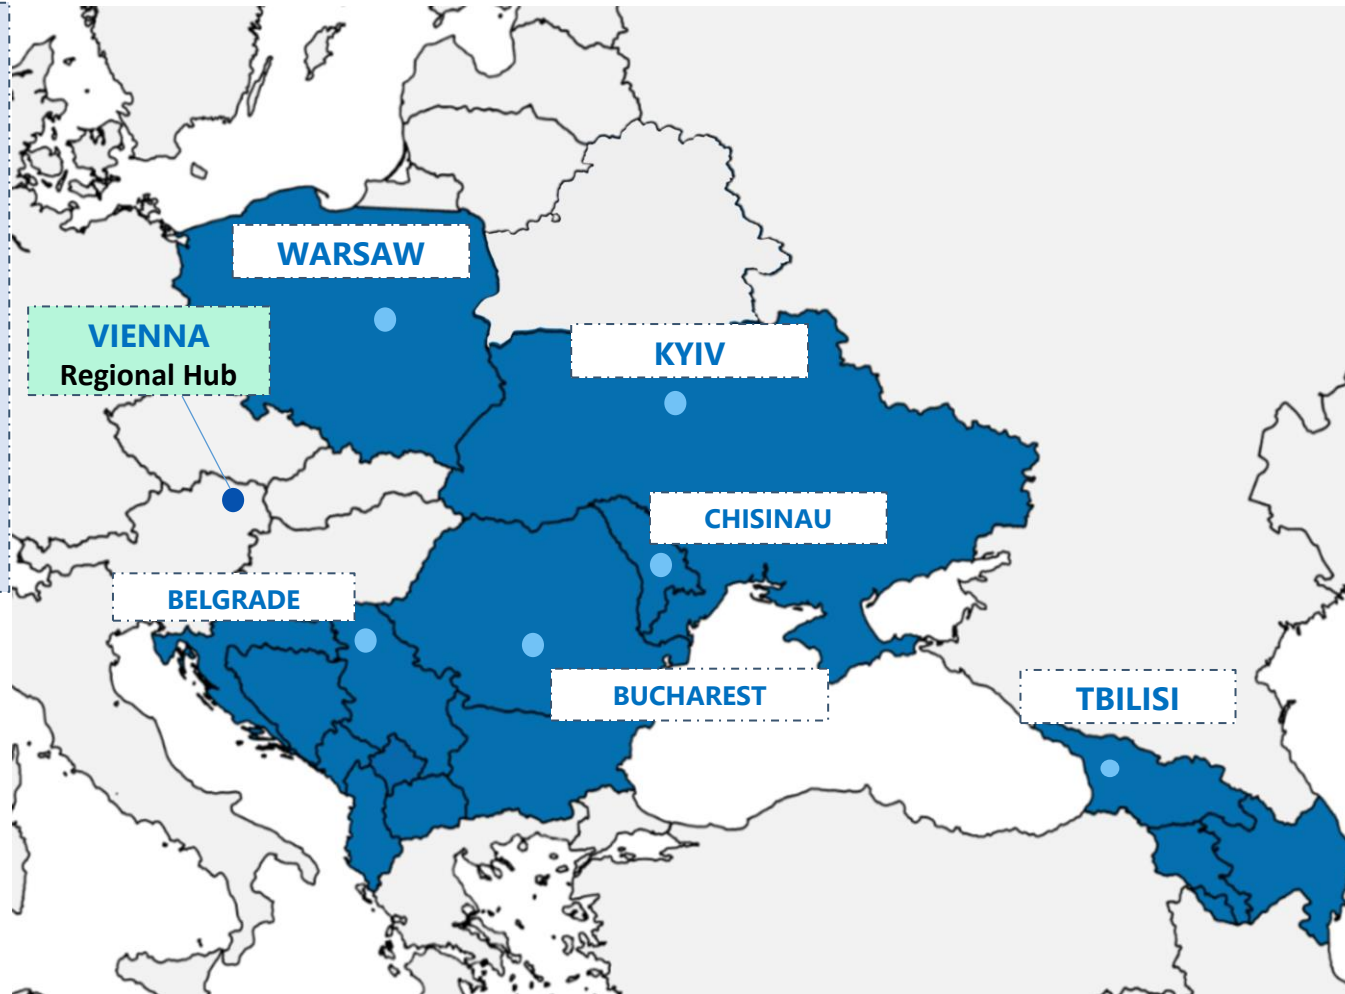 WARSAW
VIENNA
Regional Hub
KYIV
CHISINAU
BELGRADE
BUCHAREST
TBILISI